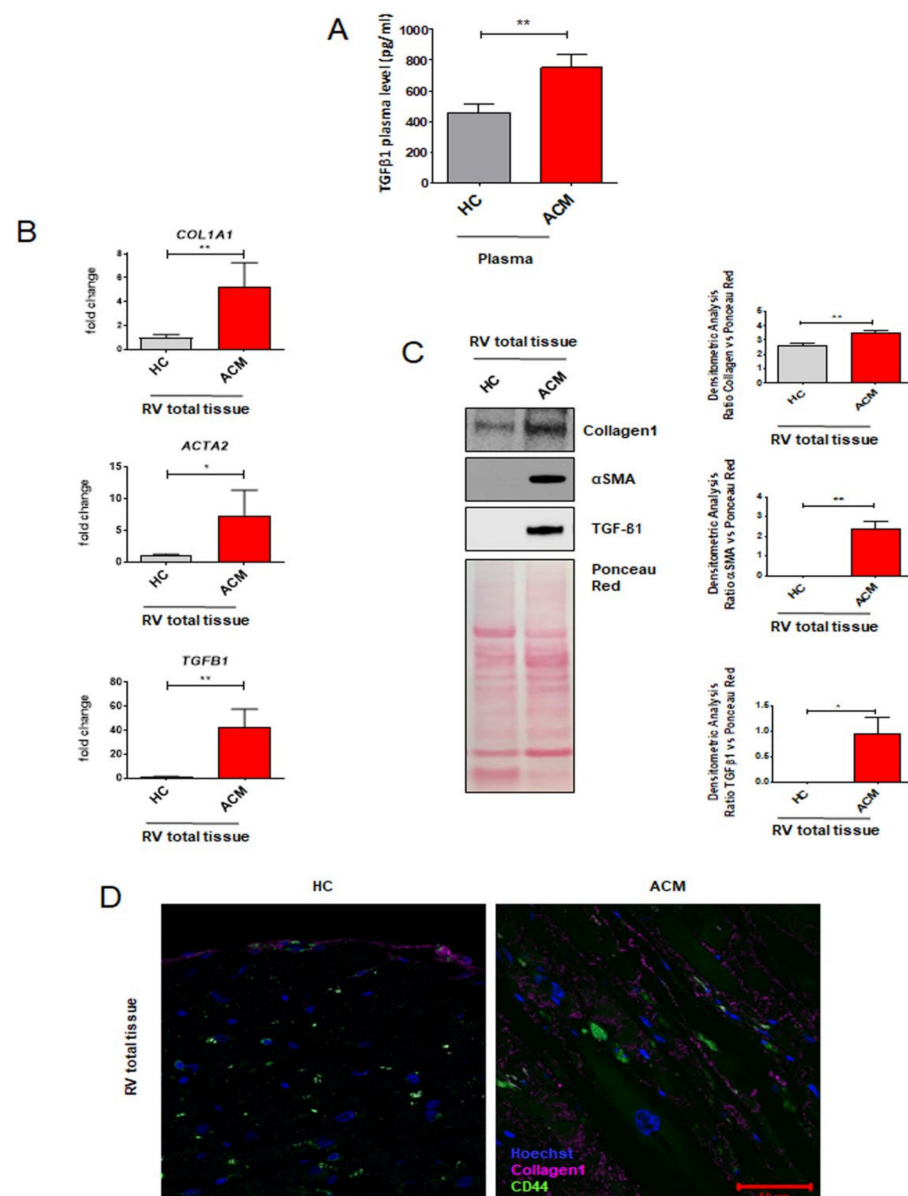 A
**
TGFβ1 plasma level (pg/ml)
1000
800
600
400
200
0
HC
ACM
Plasma
B
COL1A1
**
fold change
8
6
4
2
0
HC
ACM
RV total tissue
ACTA2
*
fold change
15
10
5
0
HC
ACM
RV total tissue
TGFB1
**
fold change
80
60
40
20
0
HC
ACM
RV total tissue
C
RV total tissue
HC
ACM
Collagen1
αSMA
TGF-ß1
Ponceau
Red
Densitometric Analysis
Ratio Collagen vs Ponceau Red
**
6
5
4
3
2
1
0
HC
ACM
RV total tissue
Densitometric Analysis
Ratio αSMA vs Ponceau Red
**
4
3
2
1
0
HC
ACM
RV total tissue
Densitometric Analysis
Ratio TGFβ1 vs Ponceau Red
*
1.5
1.0
0.5
0.0
HC
ACM
RV total tissue
D
HC
ACM
RV total tissue
Hoechst
Collagen1
CD44